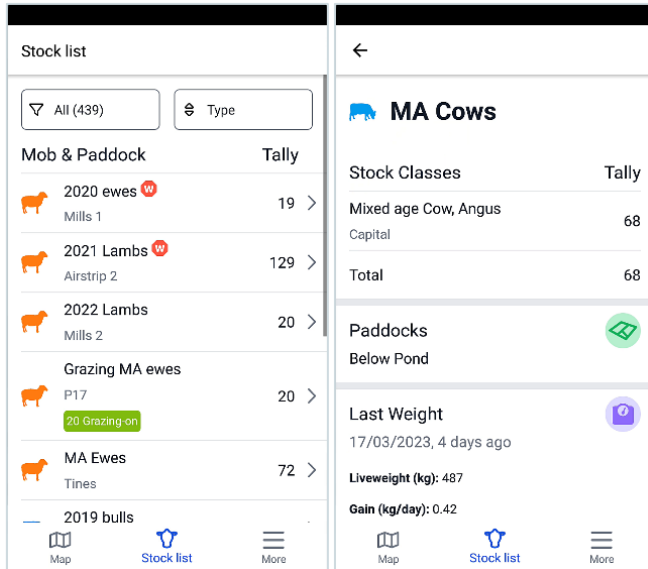 Stock list
All (439)
Type
Mob & Paddock Tally
2020 ewes W
Mills 1
19
2021 Lambs W
Airstrip 2
129
2022 Lambs
Mills 2
20
Grazing MA ewes
P17
20
20 Grazing-on
MA Ewes
Tines
72
2019 bulls
Map Stock list More
MA Cows
Stock Classes Tally
Mixed age Cow, Angus
Capital
68
Total 68
Paddocks
Below Pond
Last Weight
17/03/2023, 4 days ago
Liveweight (kg): 487
Gain (kg/day): 0.42
Map Stock list More